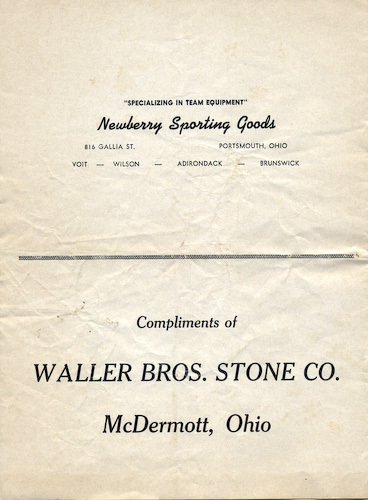 "SPECIALIZING IN TEAM EQUIPMENT"
Newberry Sporting Goods
816 GALLIA ST. PORTSMOUTH, OHIO
VOIT — WILSON — ADIRONDACK — BRUNSWICK
Compliments of
WALLER BROS. STONE CO.
McDermott, Ohio